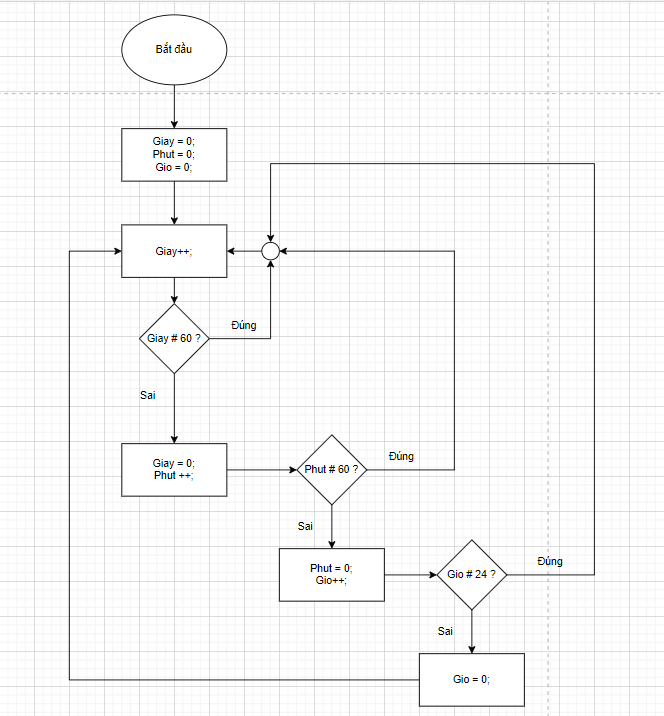 Bắt đầu
Giay = 0;
Phut = 0;
Gio = 0;
Giay++;
Giay # 60 ?
Đúng
Sai
Giay = 0;
Phut ++;
Phut # 60 ?
Đúng
Sai
Phut = 0;
Gio++;
Gio # 24 ?
Đúng
Sai
Gio = 0;